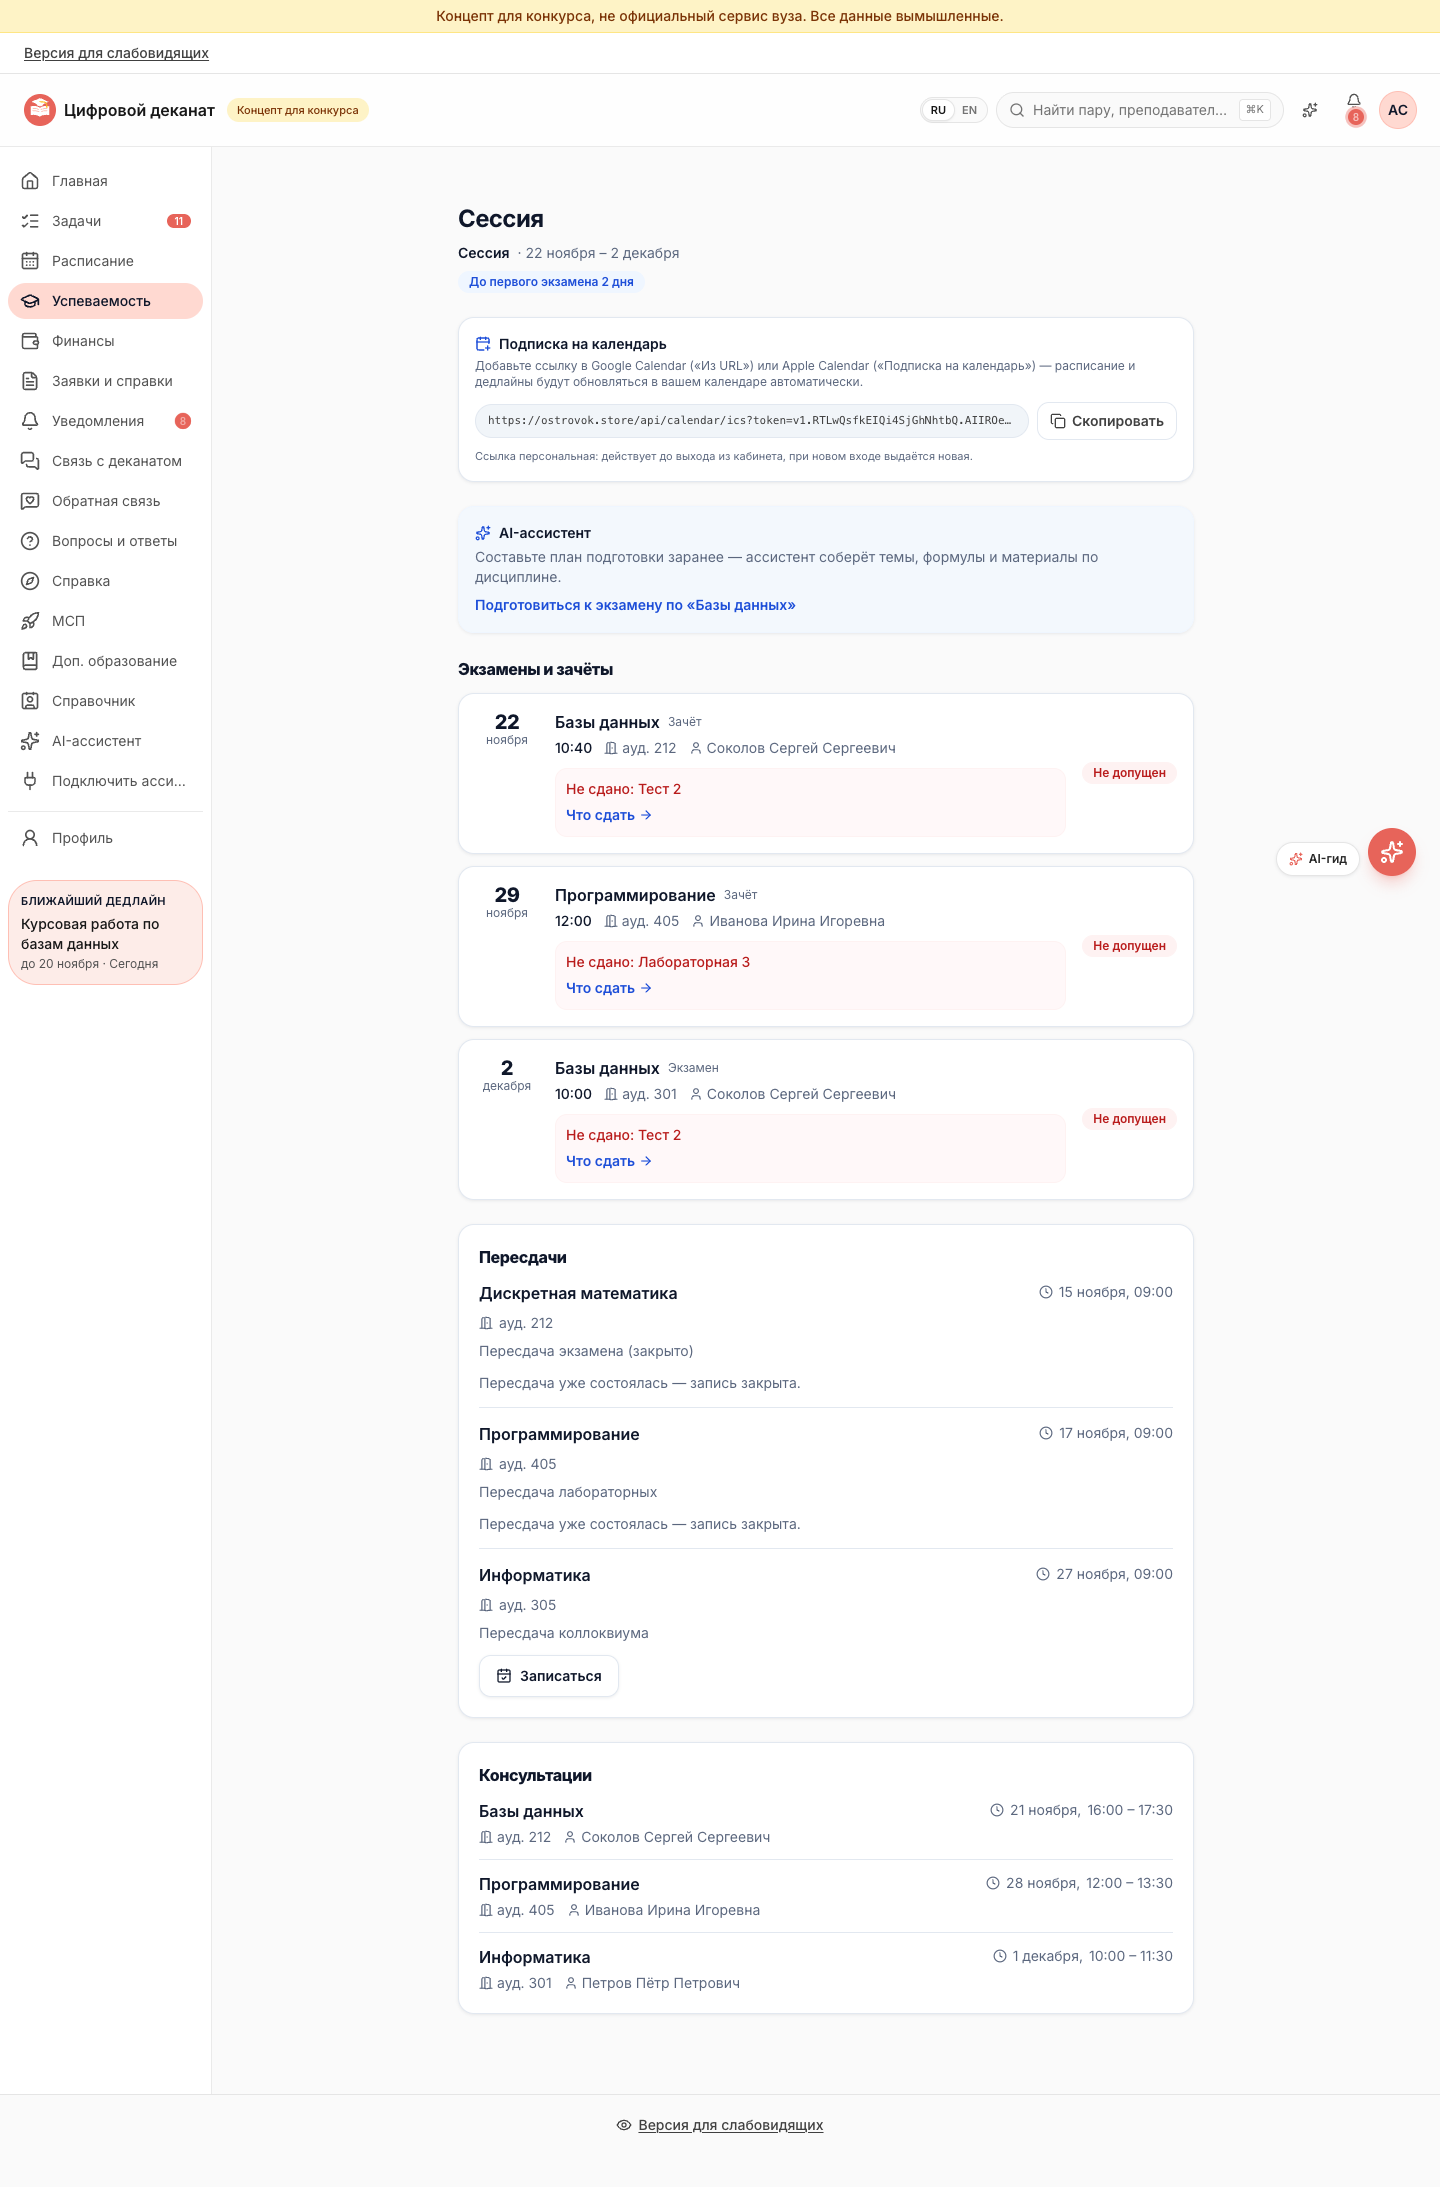 Концепт для конкурса, не официальный сервис вуза. Все данные вымышленные.
Версия для слабовидящих
Цифровой деканат
Концепт для конкурса
RU EN
Найти пару, преподавател... ⌘K
8
АС
Главная
Задачи 11
Расписание
Успеваемость
Финансы
Заявки и справки
Уведомления 8
Связь с деканатом
Обратная связь
Вопросы и ответы
Справка
МСП
Доп. образование
Справочник
AI-ассистент
Подключить асси...
Профиль
БЛИЖАЙШИЙ ДЕДЛАЙН
Курсовая работа по
базам данных
до 20 ноября · Сегодня
Сессия
Сессия · 22 ноября – 2 декабря
До первого экзамена 2 дня
Подписка на календарь
Добавьте ссылку в Google Calendar («Из URL») или Apple Calendar («Подписка на календарь») — расписание и
дедлайны будут обновляться в вашем календаре автоматически.
https://ostrovok.store/api/calendar/ics?token=v1.RTLwQsfkEIQi4SjGhNhtbQ.AIIROe…
Скопировать
Ссылка персональная: действует до выхода из кабинета, при новом входе выдаётся новая.
AI-ассистент
Составьте план подготовки заранее — ассистент соберёт темы, формулы и материалы по
дисциплине.
Подготовиться к экзамену по «Базы данных»
Экзамены и зачёты
22
ноября
Базы данных Зачёт
10:40 ауд. 212 Соколов Сергей Сергеевич
Не сдано: Тест 2
Что сдать →
Не допущен
29
ноября
Программирование Зачёт
12:00 ауд. 405 Иванова Ирина Игоревна
Не сдано: Лабораторная 3
Что сдать →
Не допущен
2
декабря
Базы данных Экзамен
10:00 ауд. 301 Соколов Сергей Сергеевич
Не сдано: Тест 2
Что сдать →
Не допущен
AI-гид
Пересдачи
Дискретная математика 15 ноября, 09:00
ауд. 212
Пересдача экзамена (закрыто)
Пересдача уже состоялась — запись закрыта.
Программирование 17 ноября, 09:00
ауд. 405
Пересдача лабораторных
Пересдача уже состоялась — запись закрыта.
Информатика 27 ноября, 09:00
ауд. 305
Пересдача коллоквиума
Записаться
Консультации
Базы данных 21 ноября, 16:00 – 17:30
ауд. 212 Соколов Сергей Сергеевич
Программирование 28 ноября, 12:00 – 13:30
ауд. 405 Иванова Ирина Игоревна
Информатика 1 декабря, 10:00 – 11:30
ауд. 301 Петров Пётр Петрович
Версия для слабовидящих